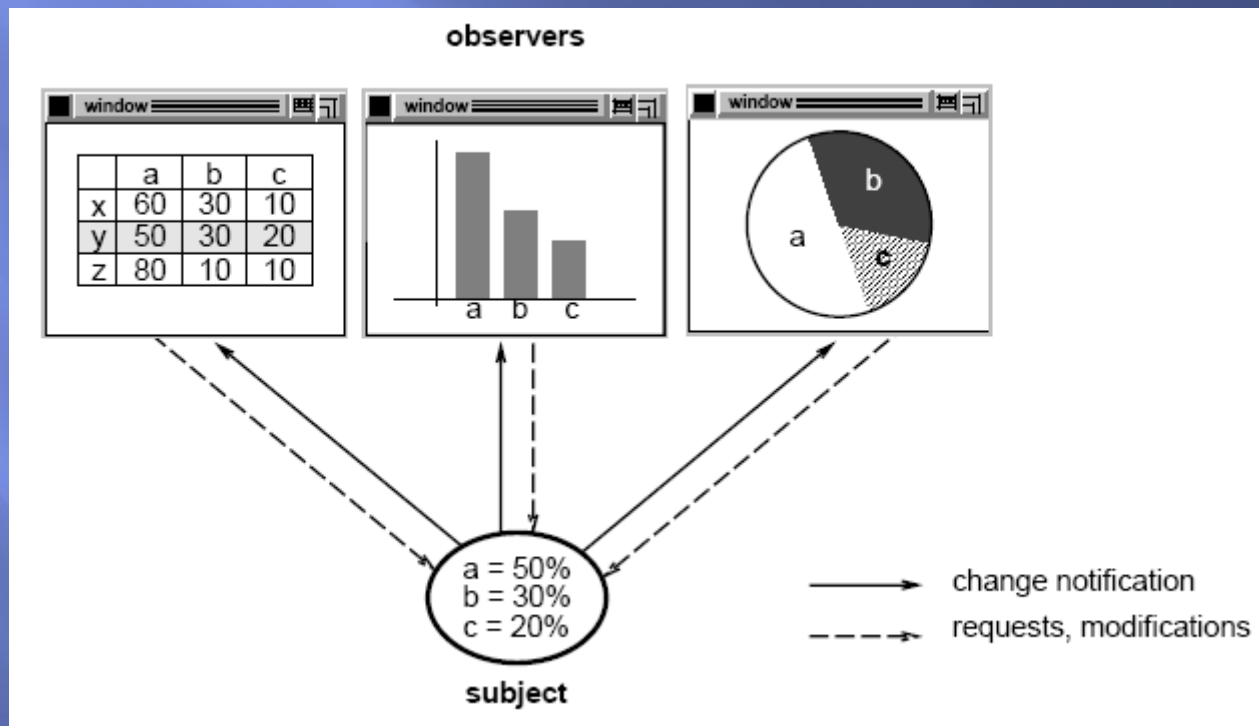 observers
window
window
window
a b c
x 60 30 10
y 50 30 20
z 80 10 10
a b c
b
a
c
a = 50%
b = 30%
c = 20%
subject
change notification
requests, modifications